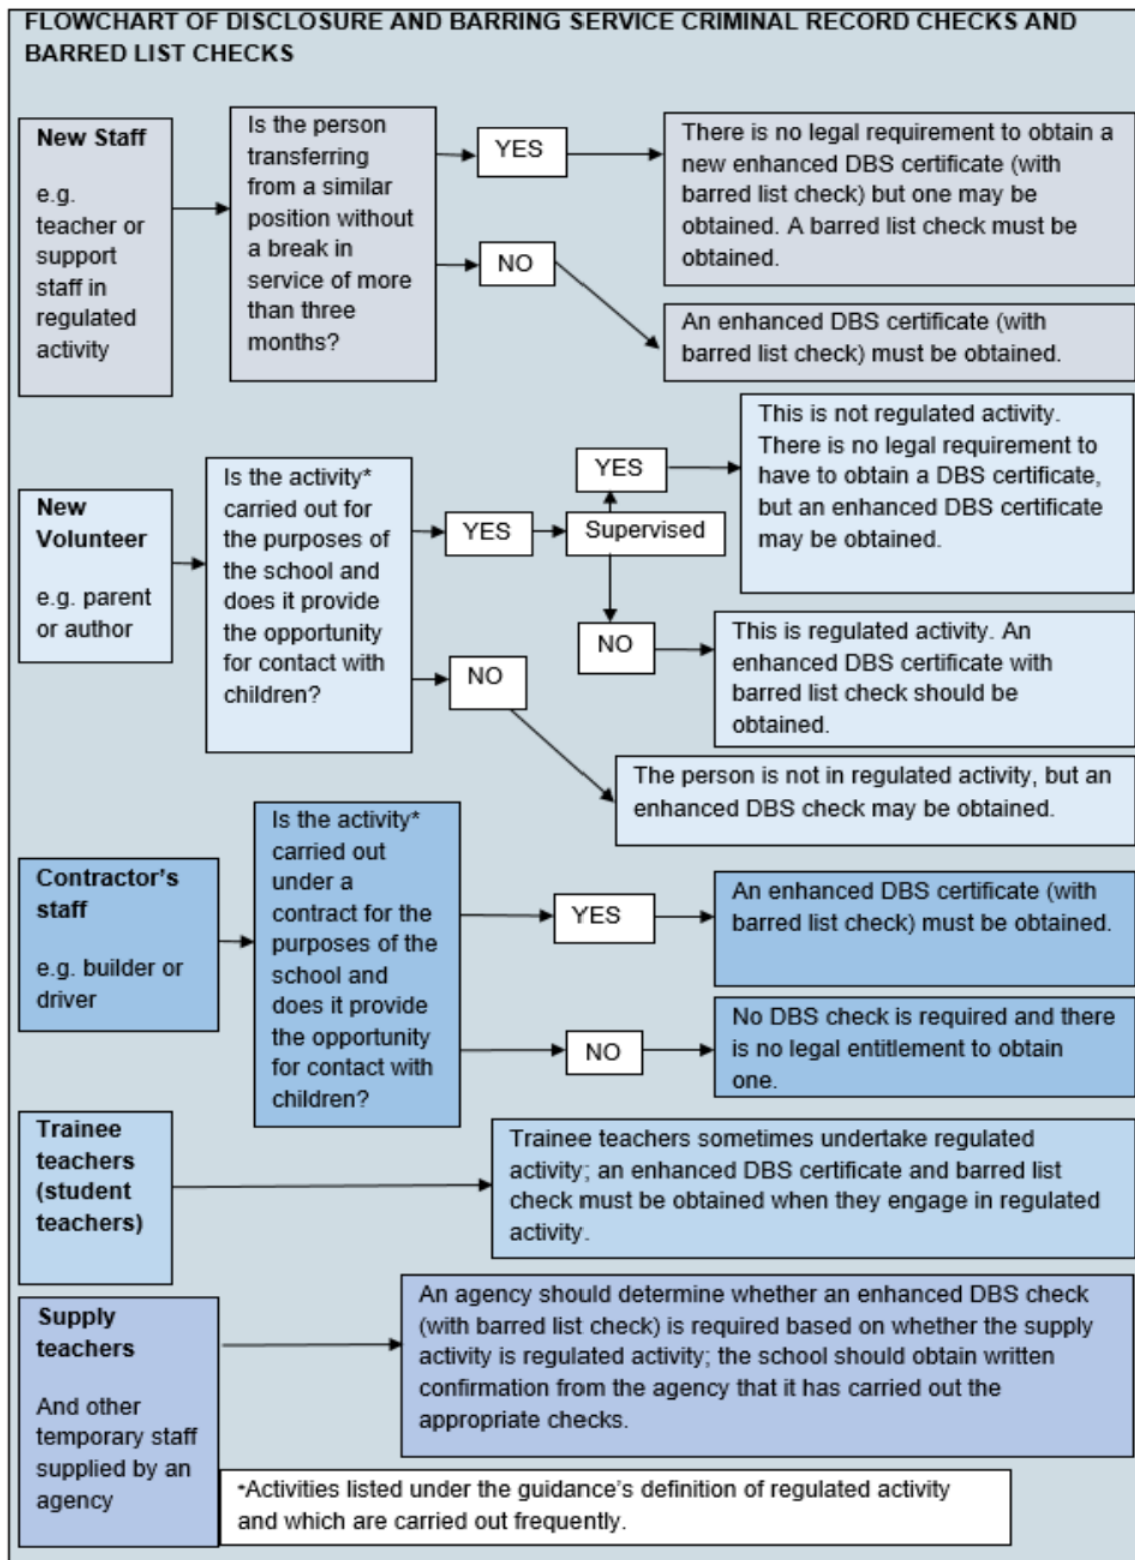 FLOWCHART OF DISCLOSURE AND BARRING SERVICE CRIMINAL RECORD CHECKS AND
BARRED LIST CHECKS
New Staff
e.g.
teacher or
support
staff in
regulated
activity
Is the person
transferring
from a similar
position without
a break in
service of more
than three
months?
YES
There is no legal requirement to obtain a
new enhanced DBS certificate (with
barred list check) but one may be
obtained. A barred list check must be
obtained.
NO
An enhanced DBS certificate (with
barred list check) must be obtained.
New
Volunteer
e.g. parent
or author
Is the activity*
carried out for
the purposes of
the school and
does it provide
the opportunity
for contact with
children?
YES
Supervised
YES
This is not regulated activity.
There is no legal requirement to
have to obtain a DBS certificate,
but an enhanced DBS certificate
may be obtained.
NO
This is regulated activity. An
enhanced DBS certificate with
barred list check should be
obtained.
NO
The person is not in regulated activity, but an
enhanced DBS check may be obtained.
Contractor's
staff
e.g. builder or
driver
Is the activity*
carried out
under a
contract for the
purposes of the
school and
does it provide
the opportunity
for contact with
children?
YES
An enhanced DBS certificate (with
barred list check) must be obtained.
NO
No DBS check is required and there
is no legal entitlement to obtain
one.
Trainee
teachers
(student
teachers)
Trainee teachers sometimes undertake regulated
activity; an enhanced DBS certificate and barred list
check must be obtained when they engage in regulated
activity.
Supply
teachers
And other
temporary staff
supplied by an
agency
An agency should determine whether an enhanced DBS check
(with barred list check) is required based on whether the supply
activity is regulated activity; the school should obtain written
confirmation from the agency that it has carried out the
appropriate checks.
*Activities listed under the guidance's definition of regulated activity
and which are carried out frequently.